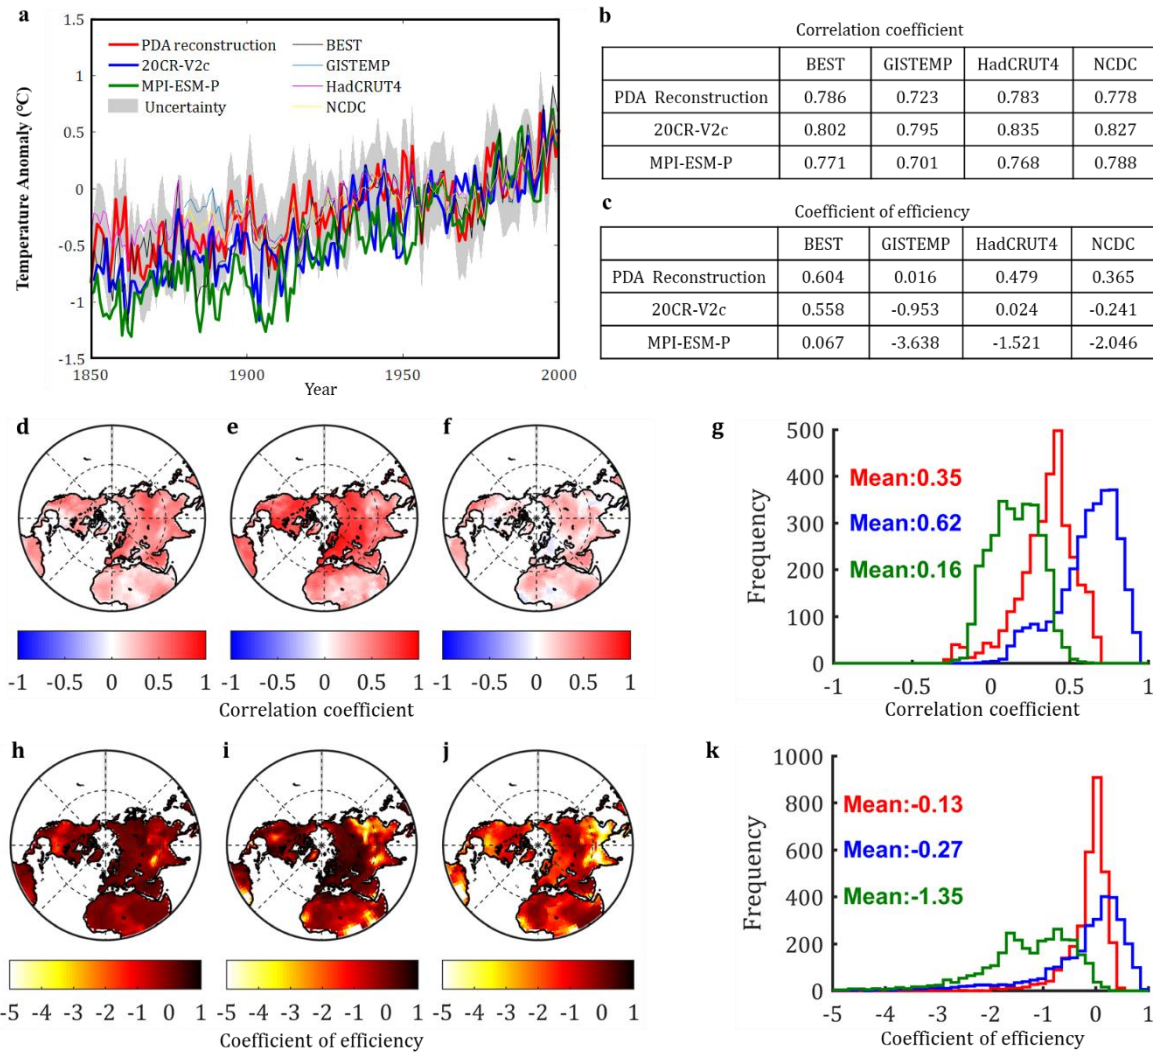 a
1.5
1
0.5
0
-0.5
-1
-1.5
Temperature Anomaly (℃)
PDA reconstruction
20CR-V2c
MPI-ESM-P
Uncertainty
BEST
GISTEMP
HadCRUT4
NCDC
1850 1900 1950 2000
Year
b
Correlation coefficient
BEST GISTEMP HadCRUT4 NCDC
PDA Reconstruction 0.786 0.723 0.783 0.778
20CR-V2c 0.802 0.795 0.835 0.827
MPI-ESM-P 0.771 0.701 0.768 0.788
c
Coefficient of efficiency
BEST GISTEMP HadCRUT4 NCDC
PDA Reconstruction 0.604 0.016 0.479 0.365
20CR-V2c 0.558 -0.953 0.024 -0.241
MPI-ESM-P 0.067 -3.638 -1.521 -2.046
d e f
-1 -0.5 0 0.5 1
-1 -0.5 0 0.5 1
-1 -0.5 0 0.5 1
Correlation coefficient
g
500
400
300
200
100
0
Frequency
Mean:0.35
Mean:0.62
Mean:0.16
-1 -0.5 0 0.5 1
Correlation coefficient
h i j
-5 -4 -3 -2 -1 0 1
-5 -4 -3 -2 -1 0 1
-5 -4 -3 -2 -1 0 1
Coefficient of efficiency
k
1000
800
600
400
200
0
Frequency
Mean:-0.13
Mean:-0.27
Mean:-1.35
-5 -4 -3 -2 -1 0 1
Coefficient of efficiency